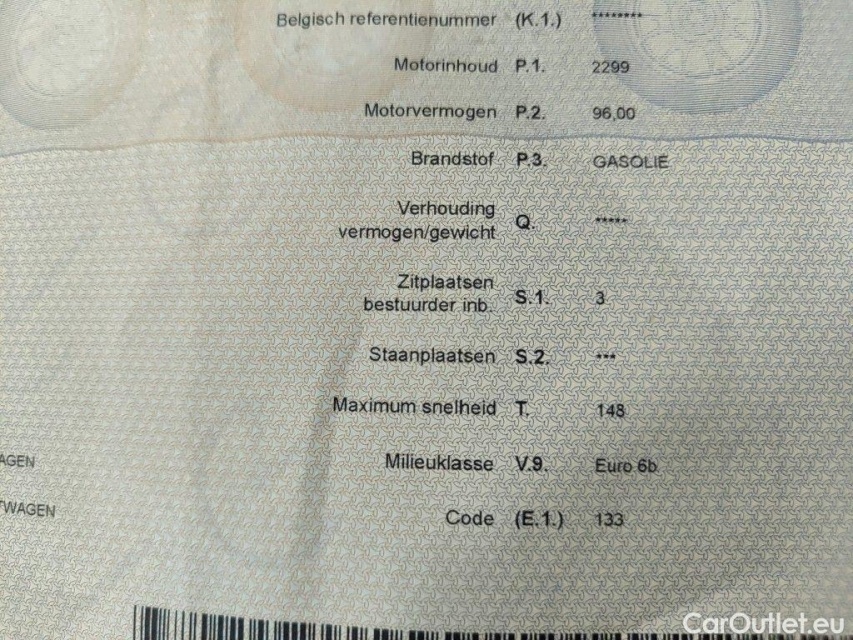 Belgisch referentienummer (K.1.) ********
Motorinhoud P.1. 2299
Motorvermogen P.2. 96,00
Brandstof P.3. GASOLIE
Verhouding
vermogen/gewicht Q. *****
Zitplaatsen
bestuurder inb. S.1. 3
Staanplaatsen S.2. ***
Maximum snelheid T. 148
AGEN
Milieuklasse V.9. Euro 6b
TWAGEN
Code (E.1.) 133
CarOutlet.eu